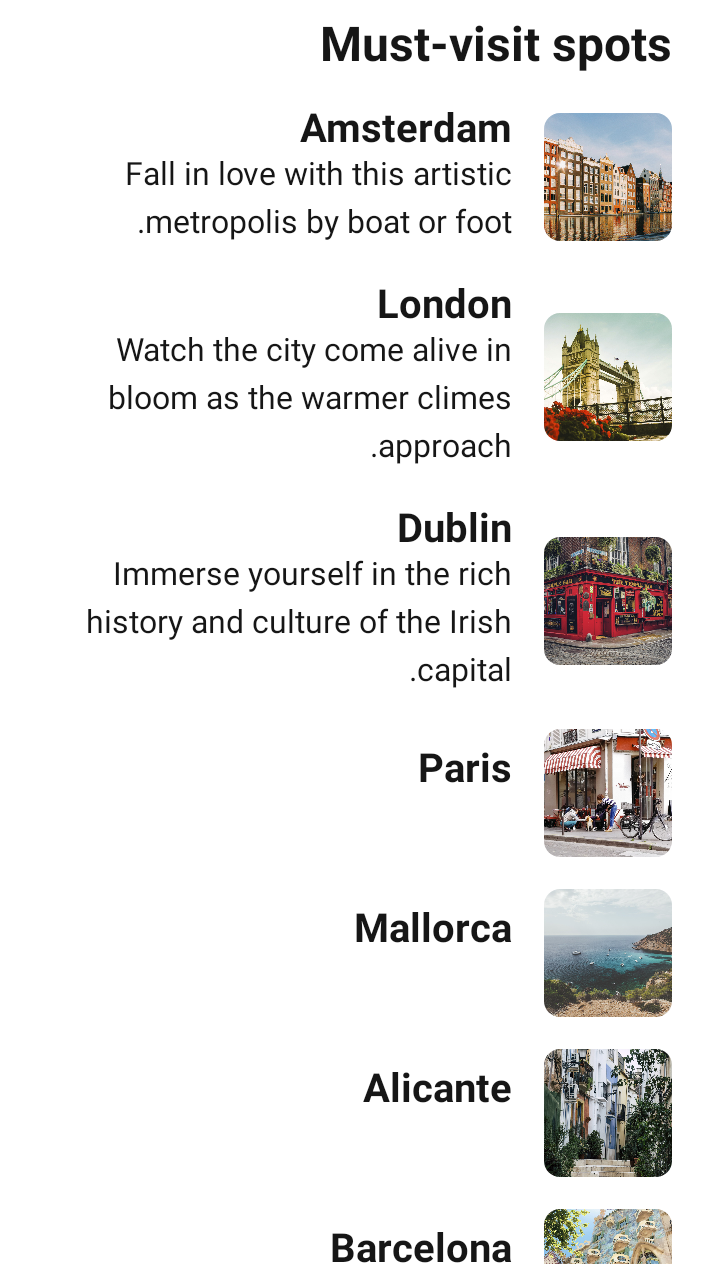 Must-visit spots
Amsterdam
Fall in love with this artistic
.metropolis by boat or foot
London
Watch the city come alive in
bloom as the warmer climes
.approach
Dublin
Immerse yourself in the rich
history and culture of the Irish
.capital
Paris
Mallorca
Alicante
Barcelona